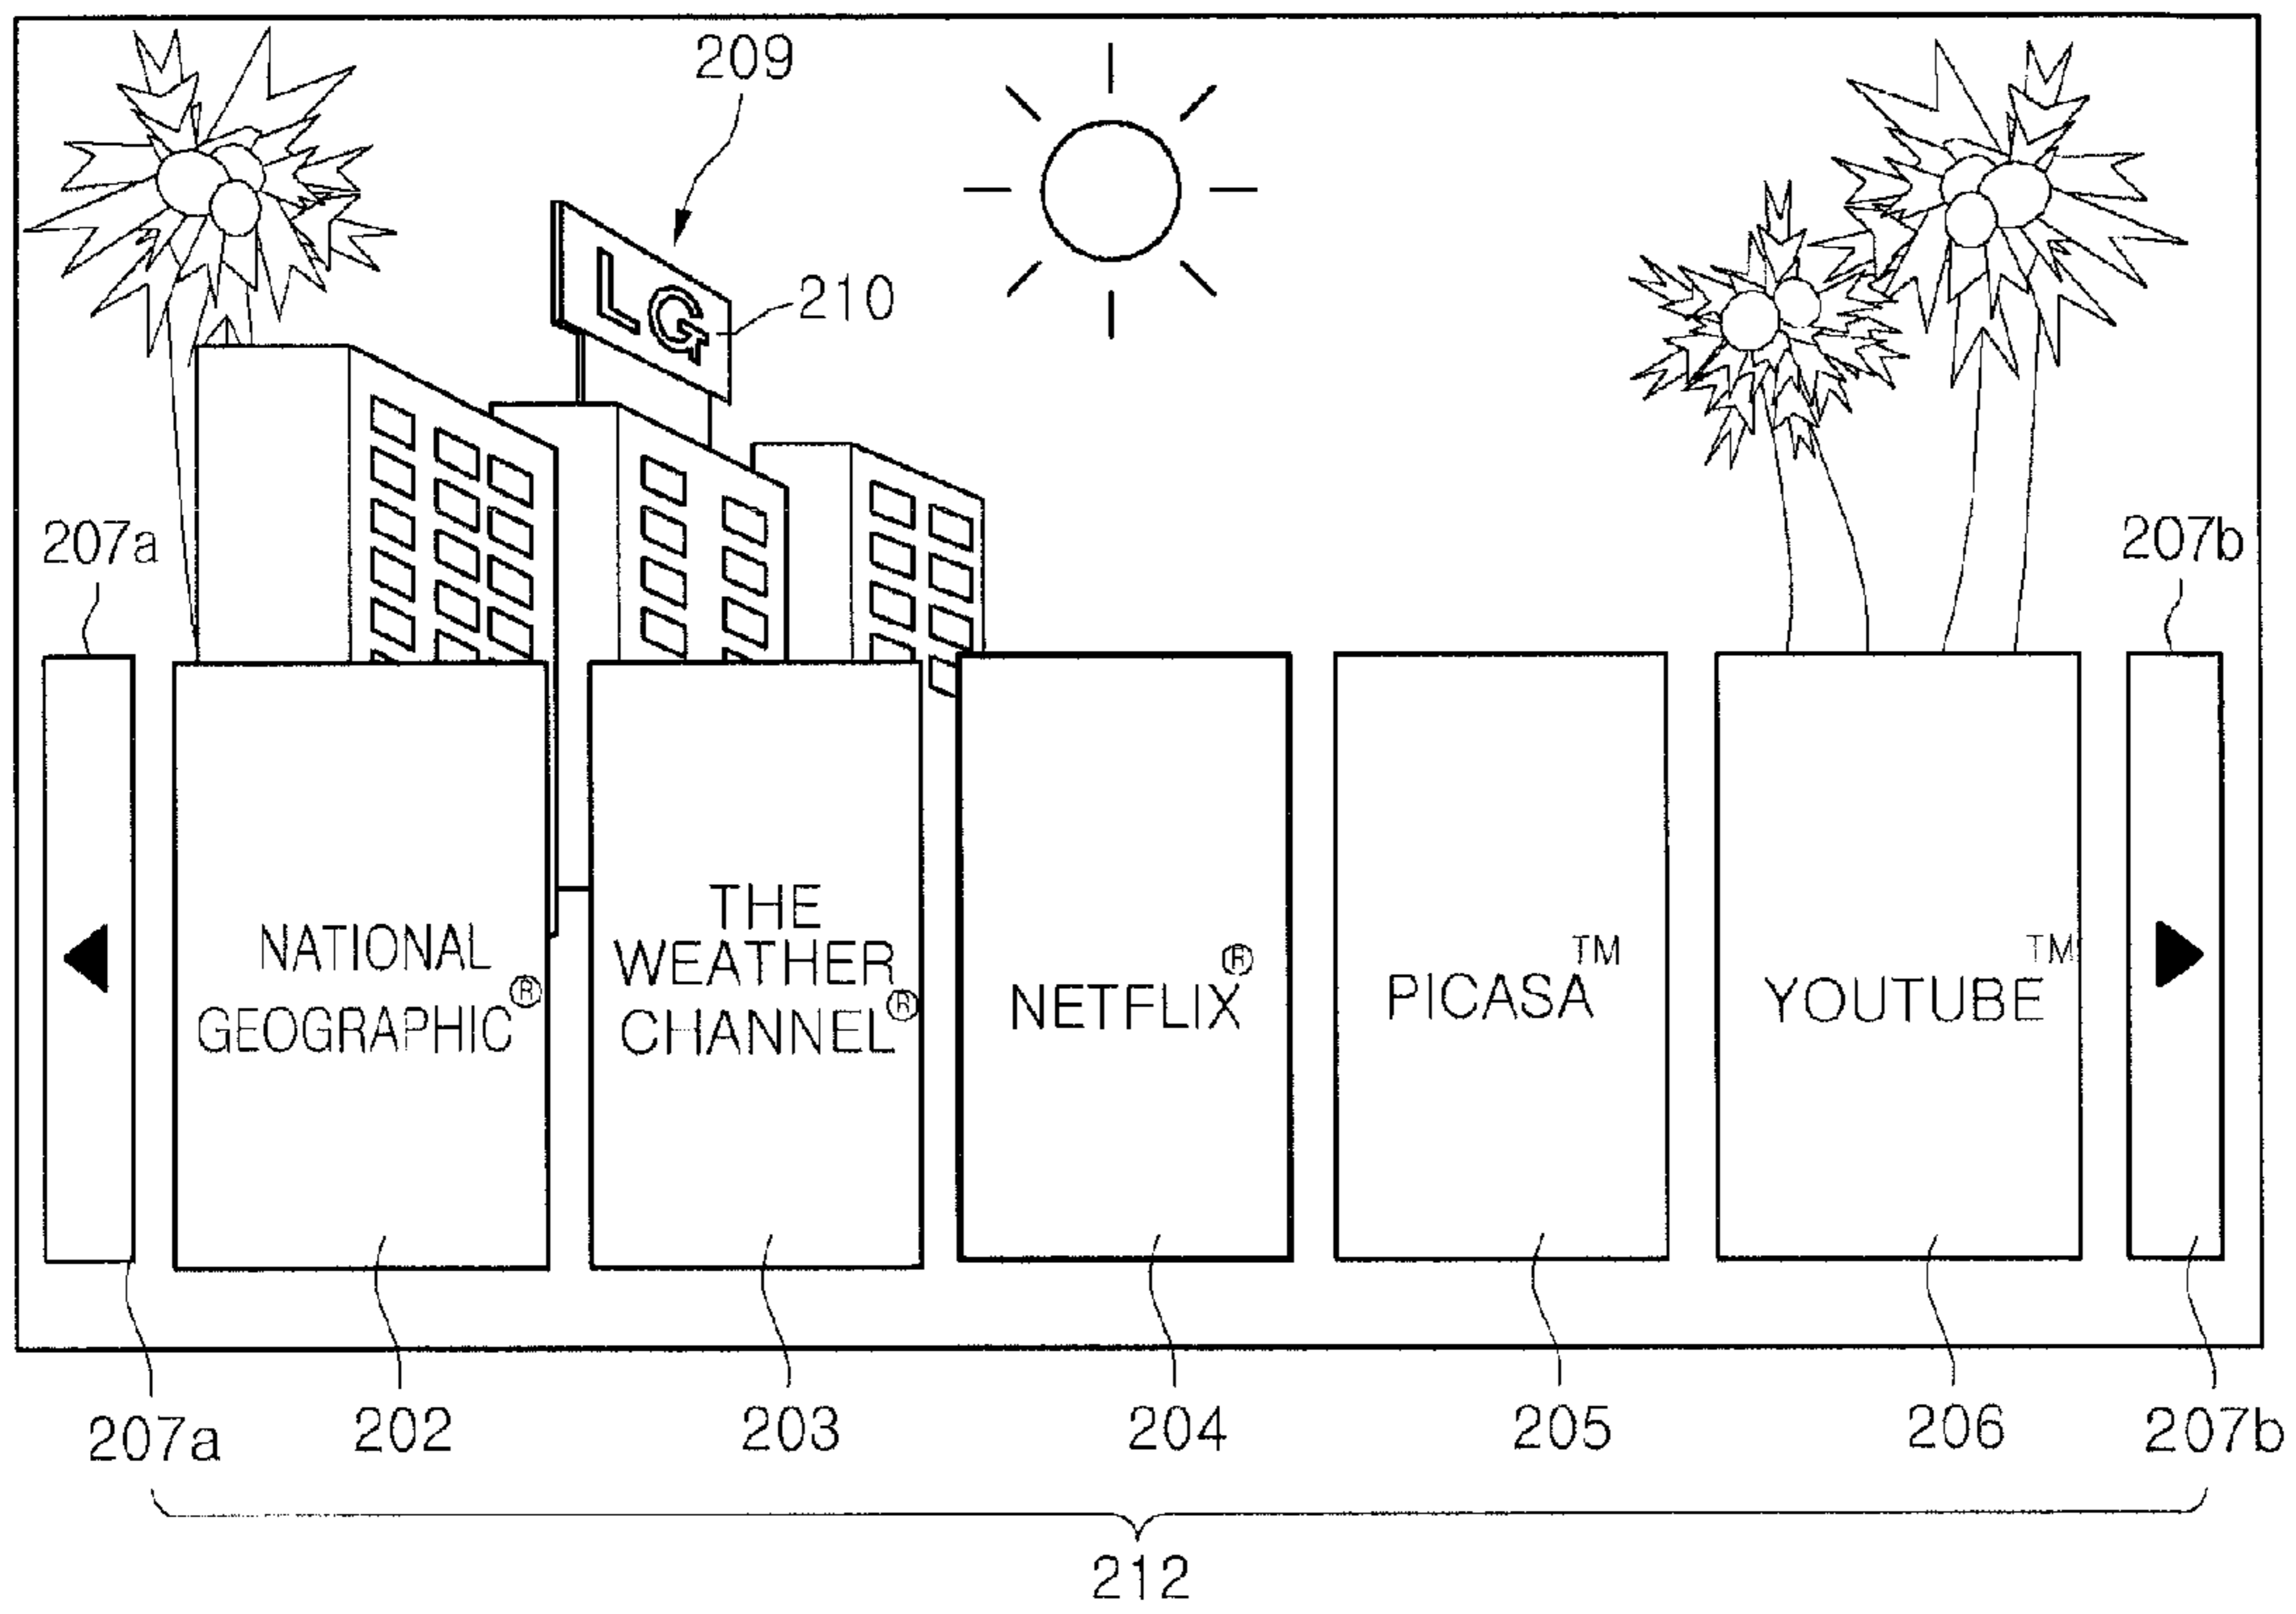 209
LG
210
207a
207b
NATIONAL
GEOGRAPHIC®
THE
WEATHER
CHANNEL®
NETFLIX®
PICASA™
YOUTUBE™
207a
202
203
204
205
206
207b
212